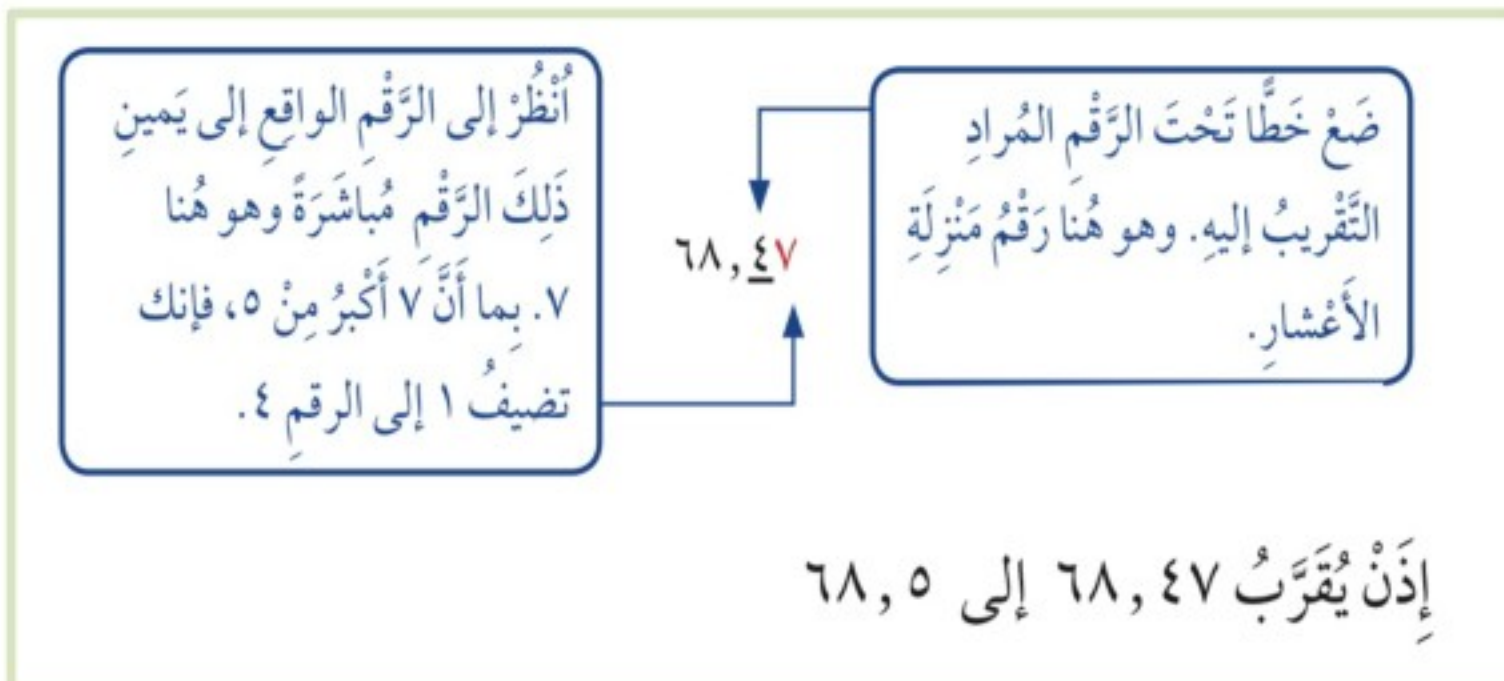 ضَعْ خَطًّا تَحْتَ الرَّقْمِ المُرادِ
التَّقْريبُ إليهِ. وهو هُنا رَقْمُ مَنْزِلَةِ
الأَعْشارِ.
٦٨,٤٧
اُنْظُرْ إلى الرَّقْمِ الواقِعِ إلى يَمينِ
ذَلِكَ الرَّقْمِ مُباشَرَةً وهو هُنا
٧. بِما أَنَّ ٧ أَكْبَرُ مِنْ ٥، فإنك
تضيفُ ١ إلى الرقمِ ٤.
إِذَنْ يُقَرَّبُ ٦٨,٤٧ إلى ٦٨,٥